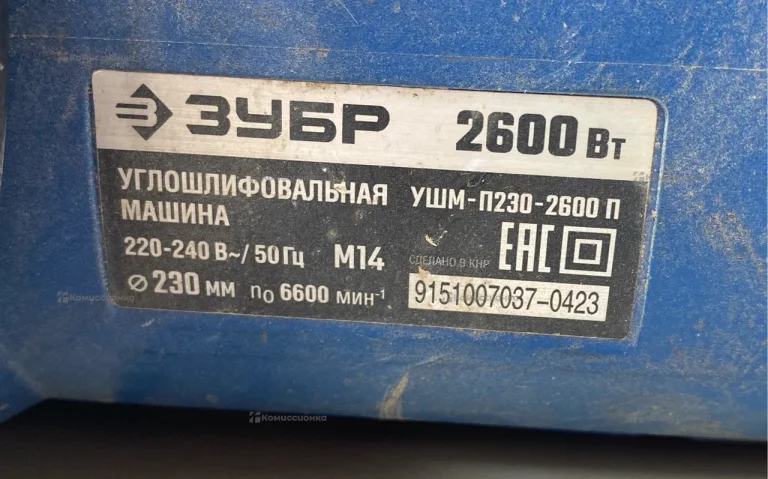 ЗУБР 2600 Вт
УГЛОШЛИФОВАЛЬНАЯ УШМ-П230-2600 П
МАШИНА
220-240 В~/ 50 Гц М14 СДЕЛАНО В КНР EAC
⌀ 230 мм n₀ 6600 мин⁻¹ 9151007037-0423
Комиссионка
Комиссионка